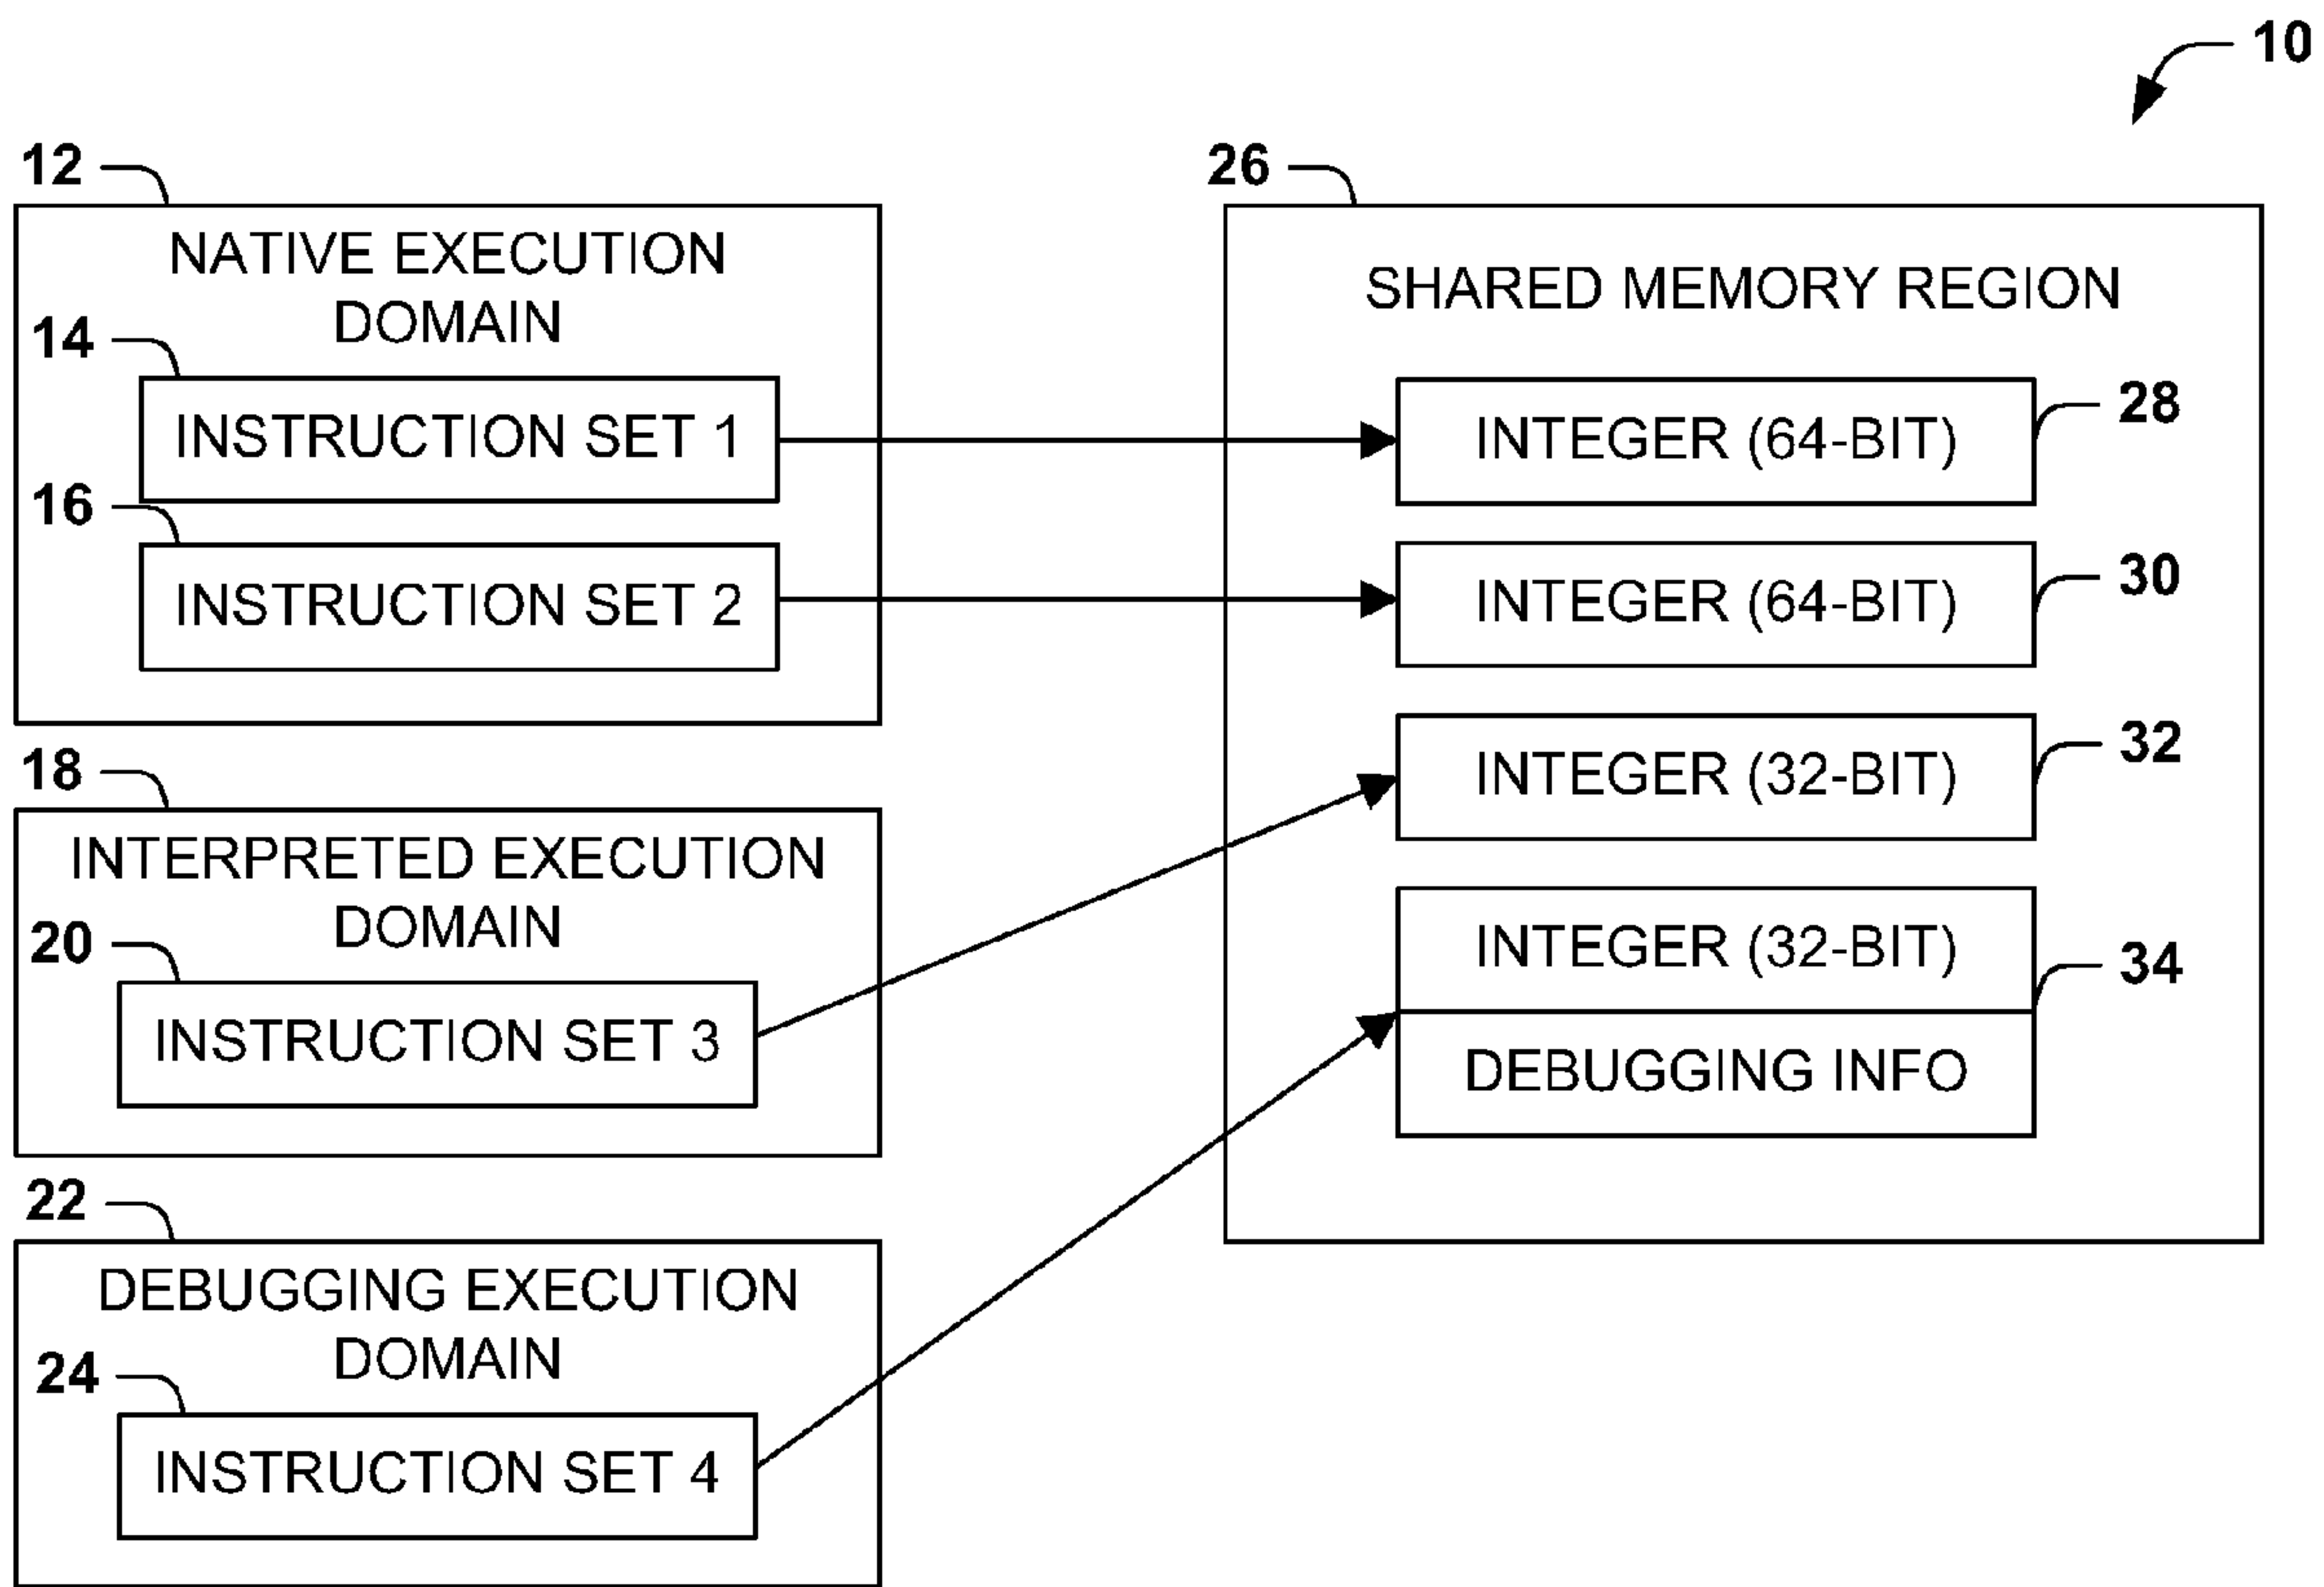 10
12
NATIVE EXECUTION
DOMAIN
14
INSTRUCTION SET 1
16
INSTRUCTION SET 2
18
INTERPRETED EXECUTION
DOMAIN
20
INSTRUCTION SET 3
22
DEBUGGING EXECUTION
DOMAIN
24
INSTRUCTION SET 4
26
SHARED MEMORY REGION
INTEGER (64-BIT)
28
INTEGER (64-BIT)
30
INTEGER (32-BIT)
32
INTEGER (32-BIT)
34
DEBUGGING INFO